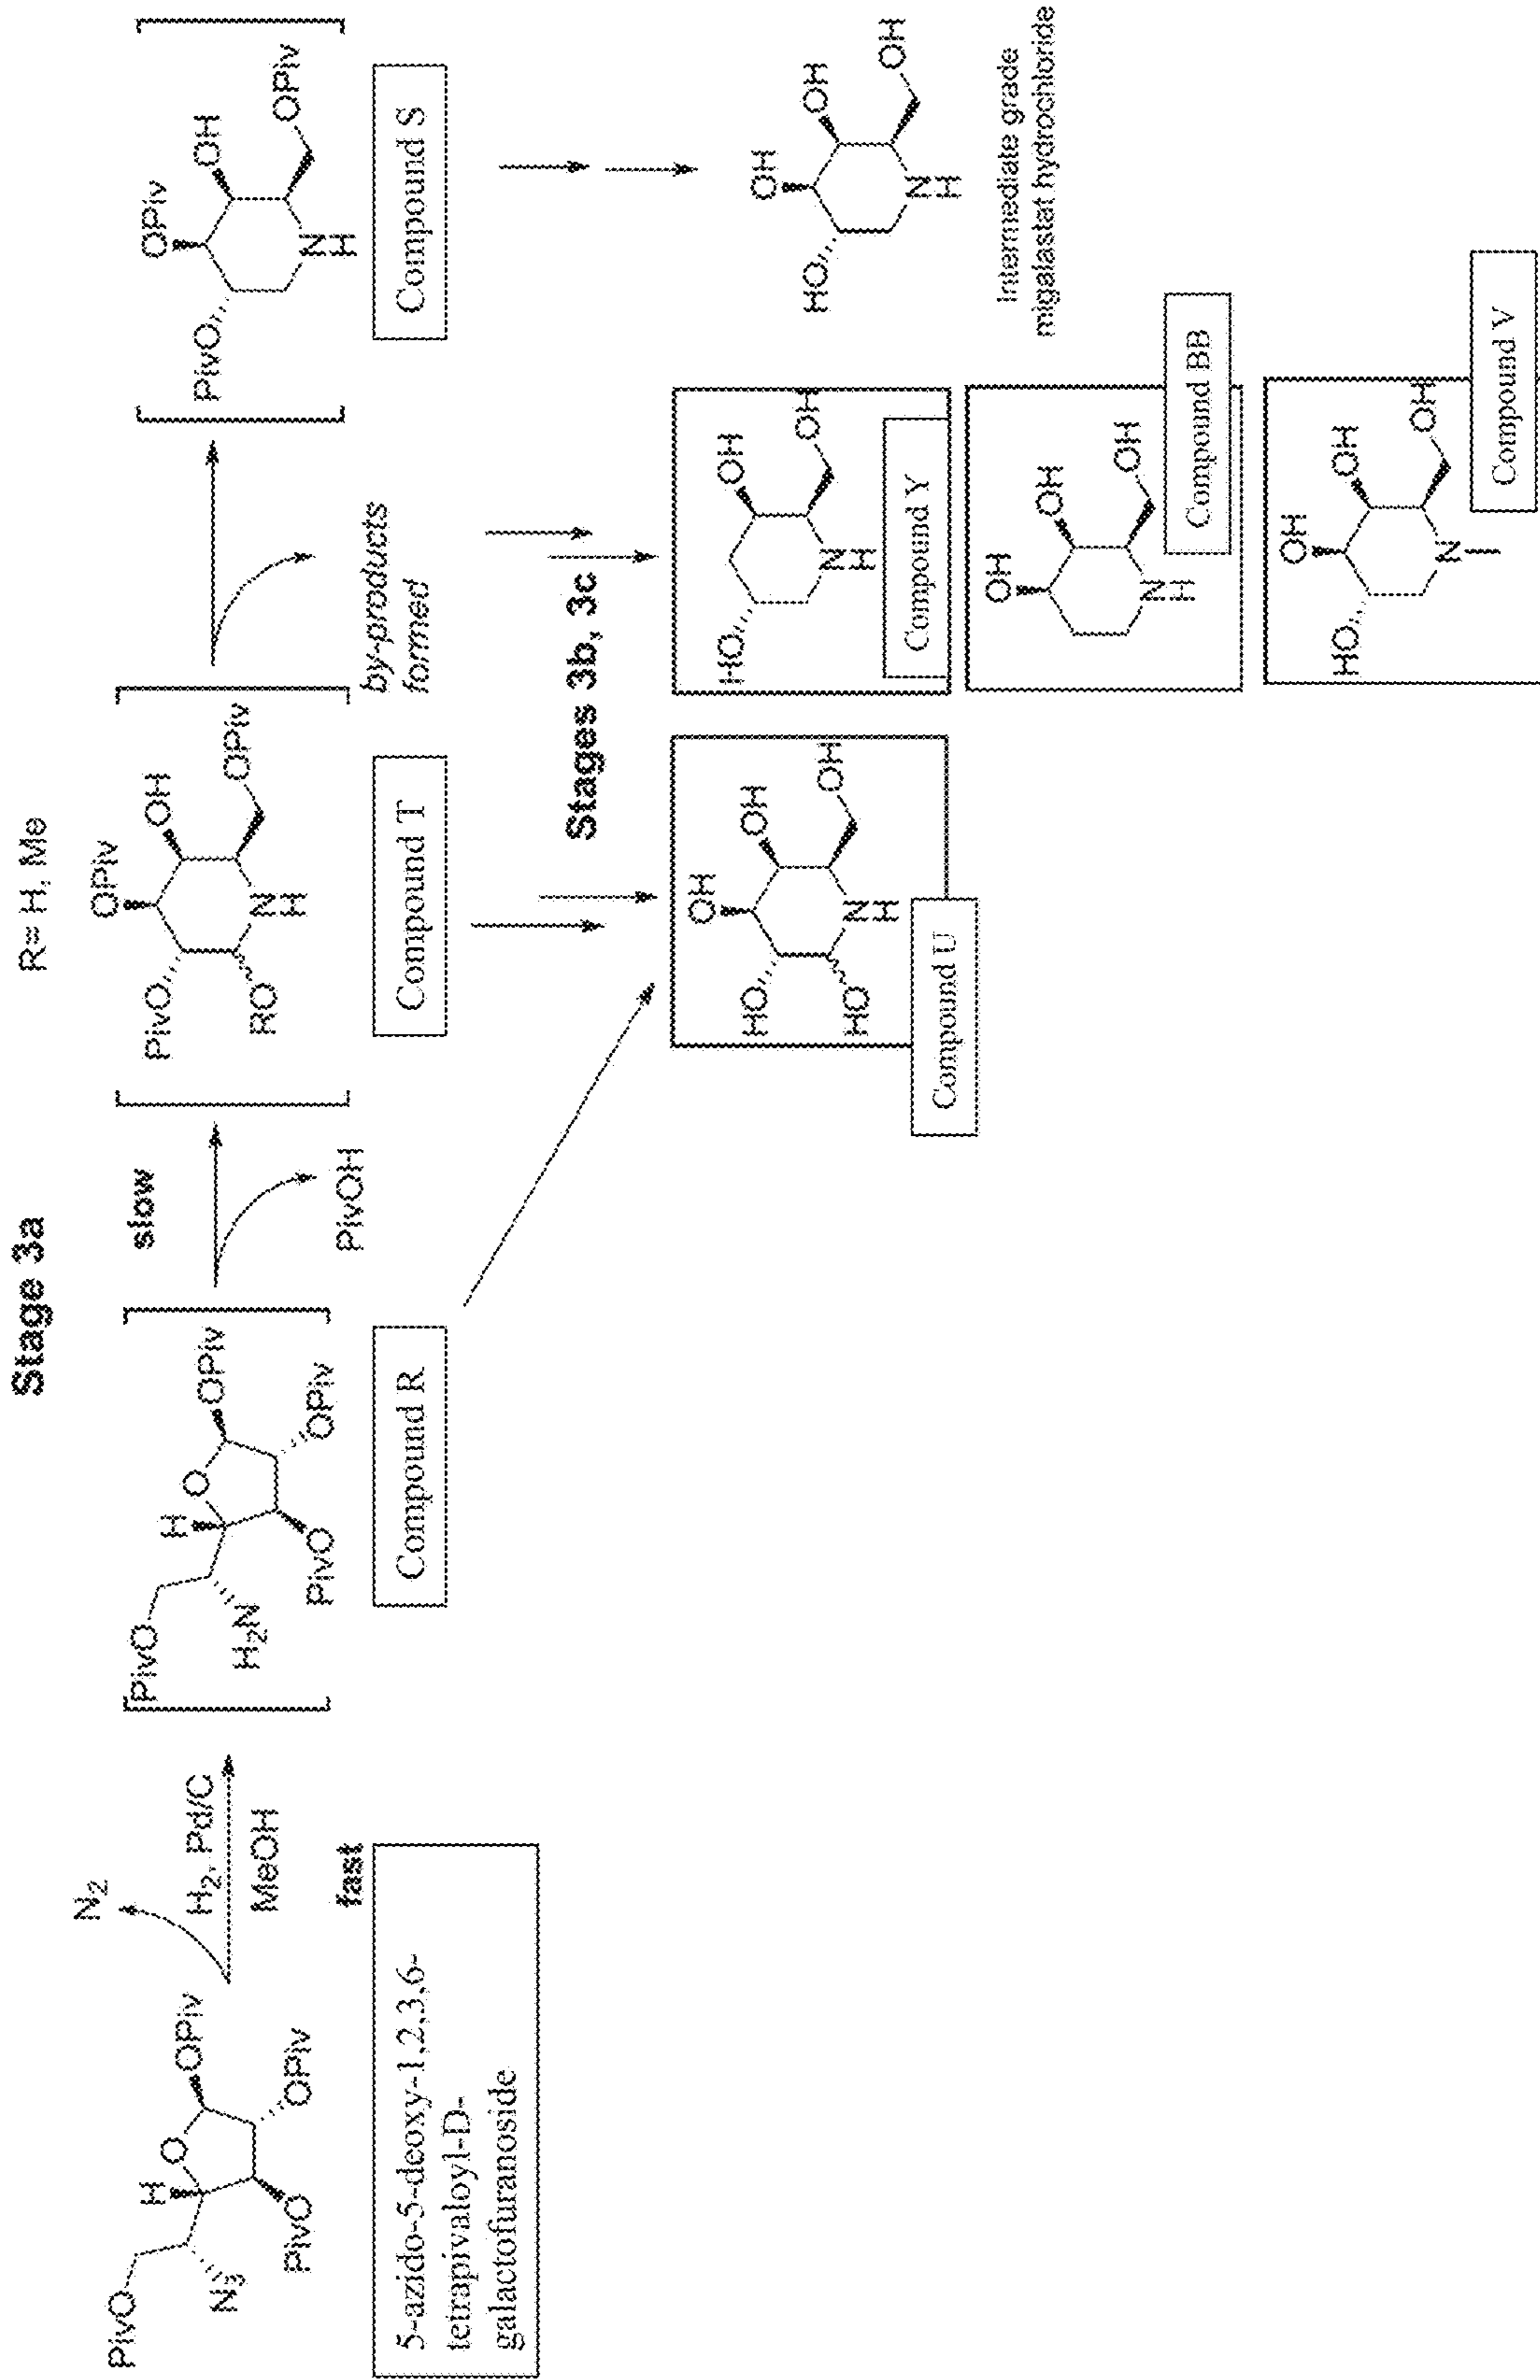 Stage 3a
R= H, Me
N₂
H₂, Pd/C
MeOH
fast
PivO
N₃
H
O
OPiv
OPiv
PivO
5-azido-5-deoxy-1,2,3,6-
tetrapivaloyl-D-
galactofuranoside
PivO
H₂N
H
O
OPiv
OPiv
PivO
Compound R
slow
PivOH
OPiv
PivO
OH
OPiv
RO
N
H
Compound T
by-products
formed
OPiv
PivO
OH
OPiv
N
H
Compound S
Stages 3b, 3c
OH
HO
OH
OH
HO
N
H
Compound U
HO
OH
OH
N
H
Compound Y
OH
OH
OH
N
H
Compound BB
OH
HO
OH
OH
N
Compound V
OH
HO
OH
OH
N
H
Intermediate grade
migalastat hydrochloride